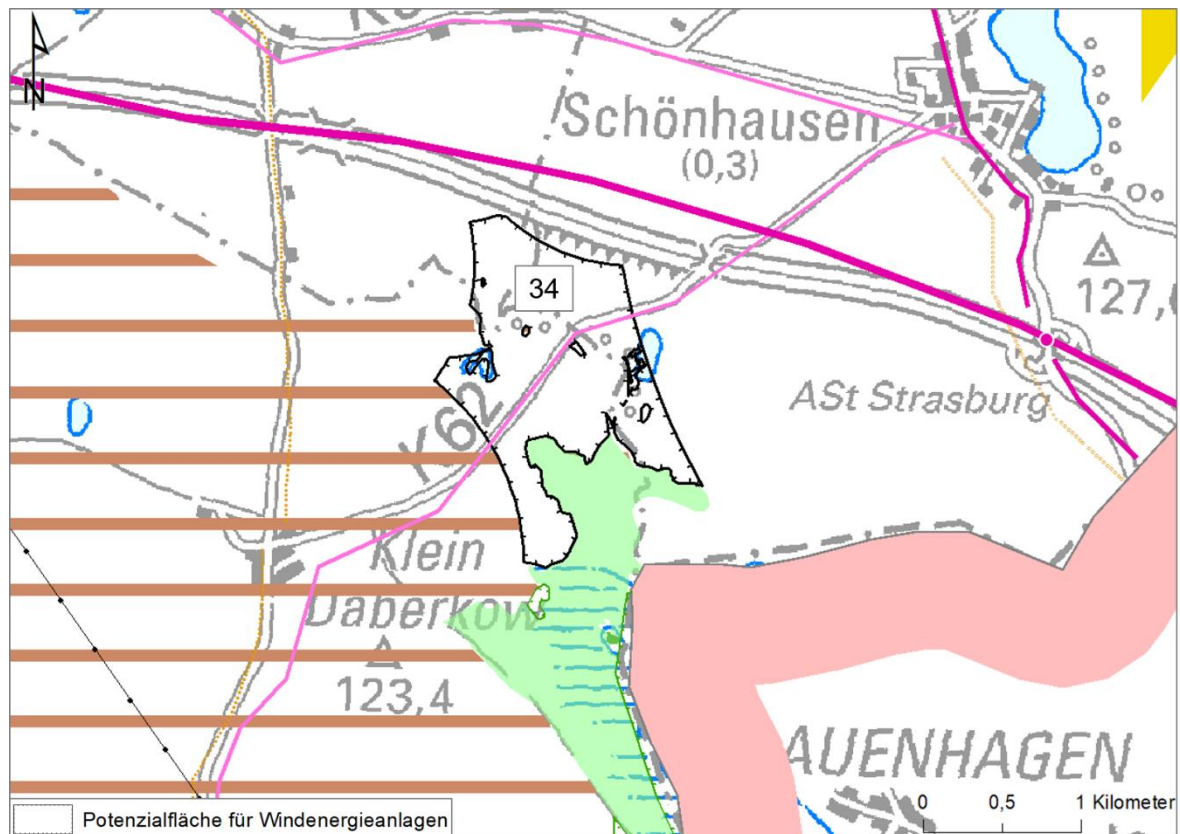 N
Schönhausen
(0,3)
34
127,
ASt Strasburg
K62
Klein
Daberkow
123,4
AUENHAGEN
0 0,5 1 Kilometer
Potenzialfläche für Windenergieanlagen